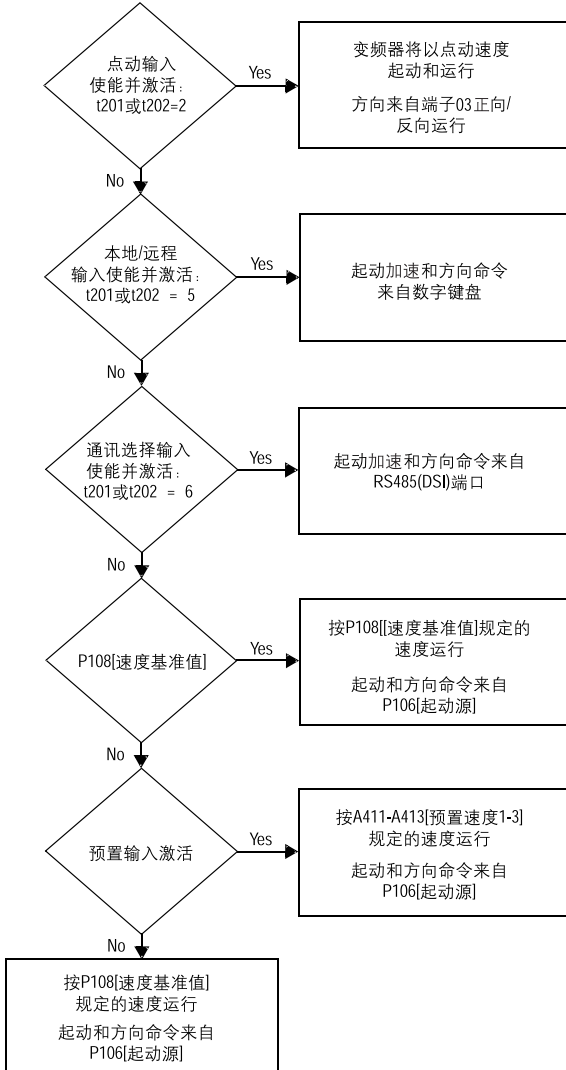 点动输入
使能并激活：
t201或t202=2
Yes
变频器将以点动速度
起动和运行
方向来自端子03正向/
反向运行
No
本地/远程
输入使能并激活：
t201或t202 = 5
Yes
起动加速和方向命令
来自数字键盘
No
通讯选择输入
使能并激活：
t201或t202 = 6
Yes
起动加速和方向命令来自
RS485(DSI)端口
No
P108[速度基准值]
Yes
按P108[[速度基准值]规定的
速度运行
起动和方向命令来自
P106[起动源]
No
预置输入激活
Yes
按A411-A413[预置速度1-3]
规定的速度运行
起动和方向命令来自
P106[起动源]
No
按P108[速度基准值]
规定的速度运行
起动和方向命令来自
P106[起动源]